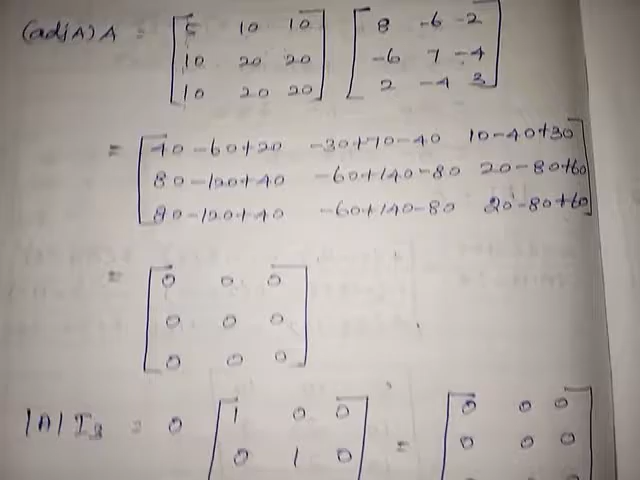 (adj A) A = [5 10 10] [8 -6 -2]
[10 20 20] [-6 7 -4]
[10 20 20] [2 -4 3]
= [40-60+20 -30+70-40 10-40+30]
[80-120+40 -60+140-80 20-80+60]
[80-120+40 -60+140-80 20-80+60]
= [0 0 0]
[0 0 0]
[0 0 0]
|A| I3 = 0 [1 0 0] = [0 0 0]
[0 1 0] [0 0 0]